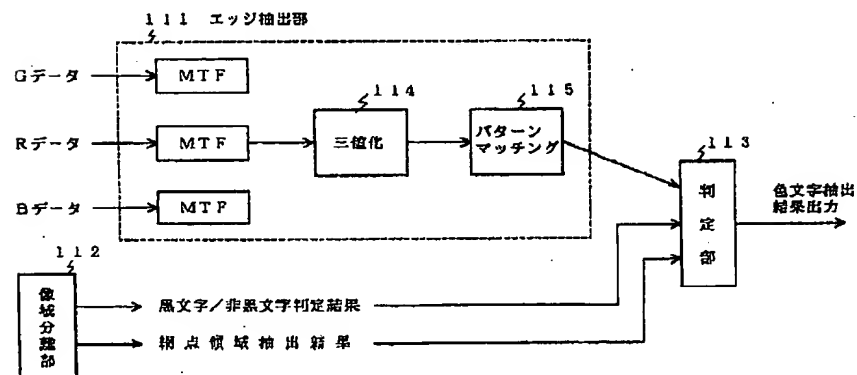 111 エッジ抽出部
Gデータ
MTF
114
115
Rデータ
MTF
三値化
パターン
マッチング
113
判定部
色文字抽出
結果出力
Bデータ
MTF
112
像域分離部
黒文字/非黒文字判定結果
網点領域抽出結果